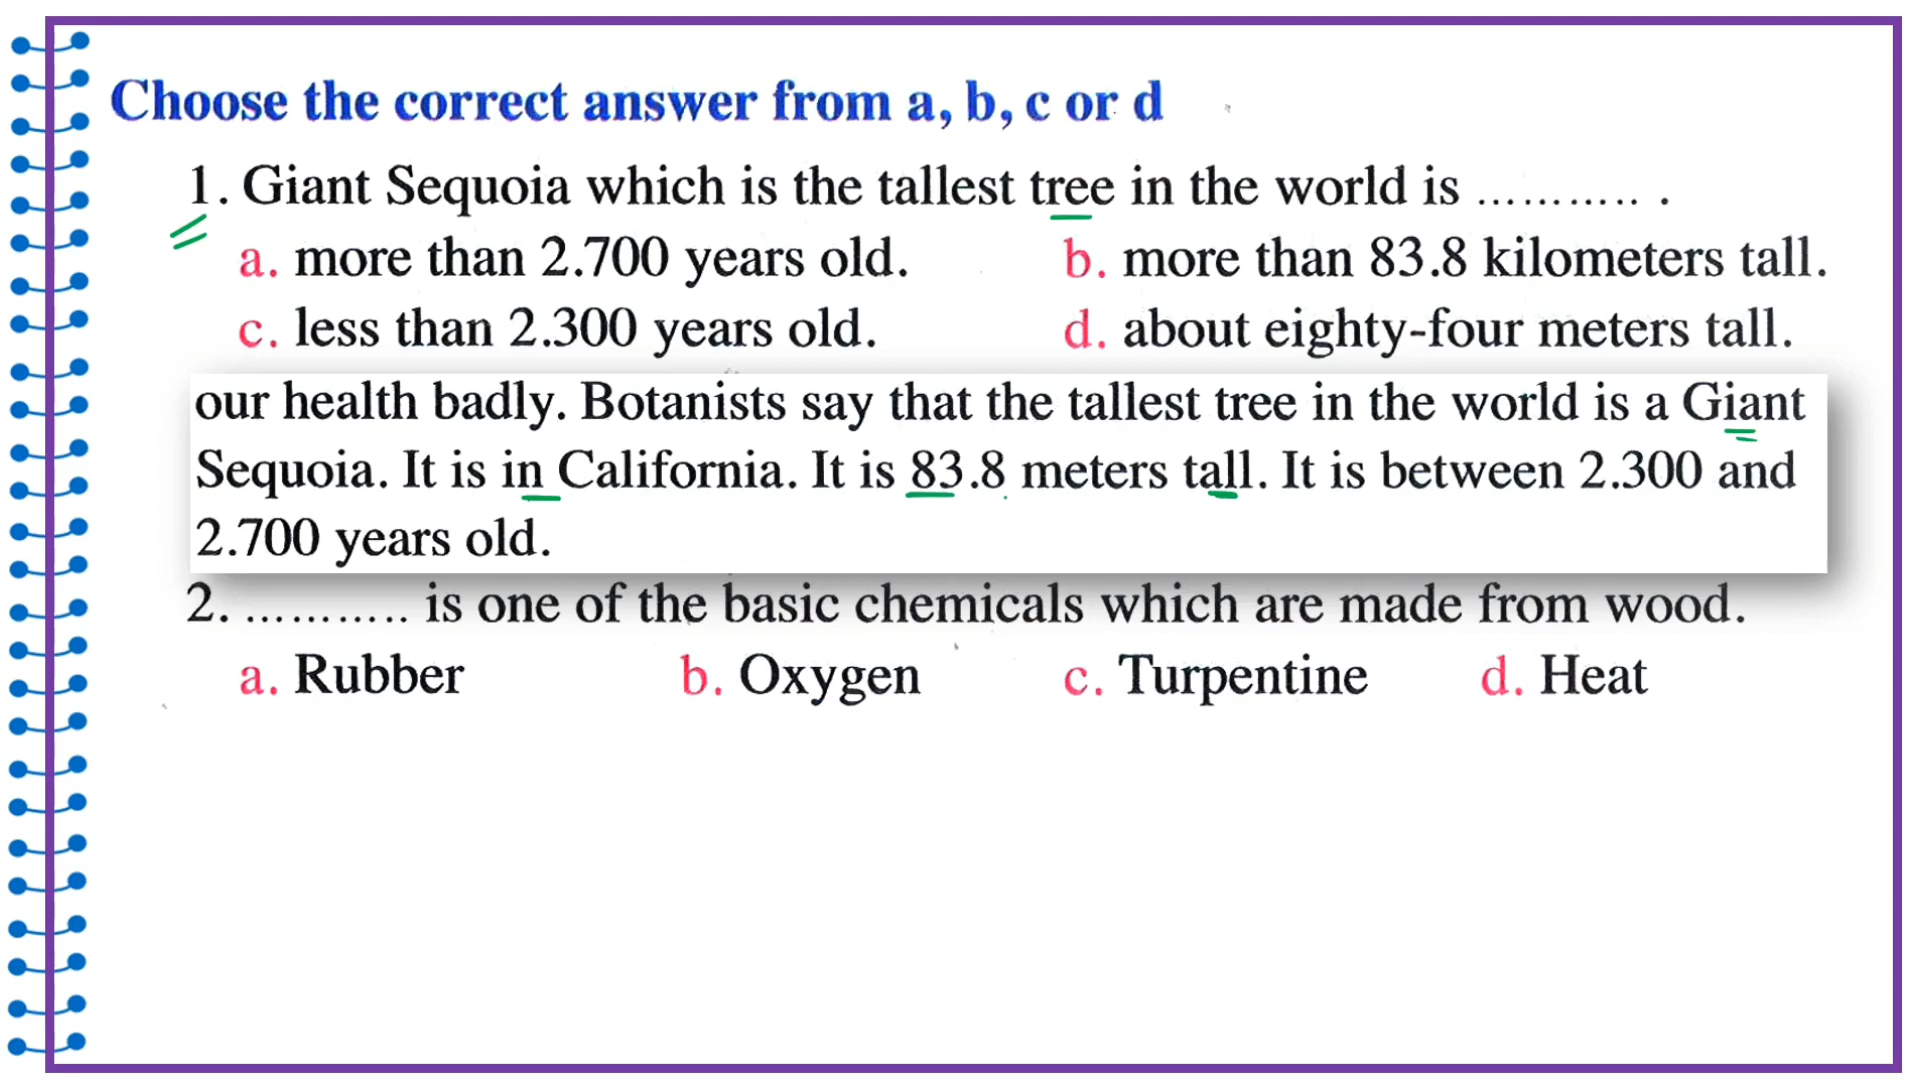 Choose the correct answer from a, b, c or d
1. Giant Sequoia which is the tallest tree in the world is ........... .
a. more than 2.700 years old. b. more than 83.8 kilometers tall.
c. less than 2.300 years old. d. about eighty-four meters tall.
our health badly. Botanists say that the tallest tree in the world is a Giant
Sequoia. It is in California. It is 83.8 meters tall. It is between 2.300 and
2.700 years old.
2. ........... is one of the basic chemicals which are made from wood.
a. Rubber b. Oxygen c. Turpentine d. Heat